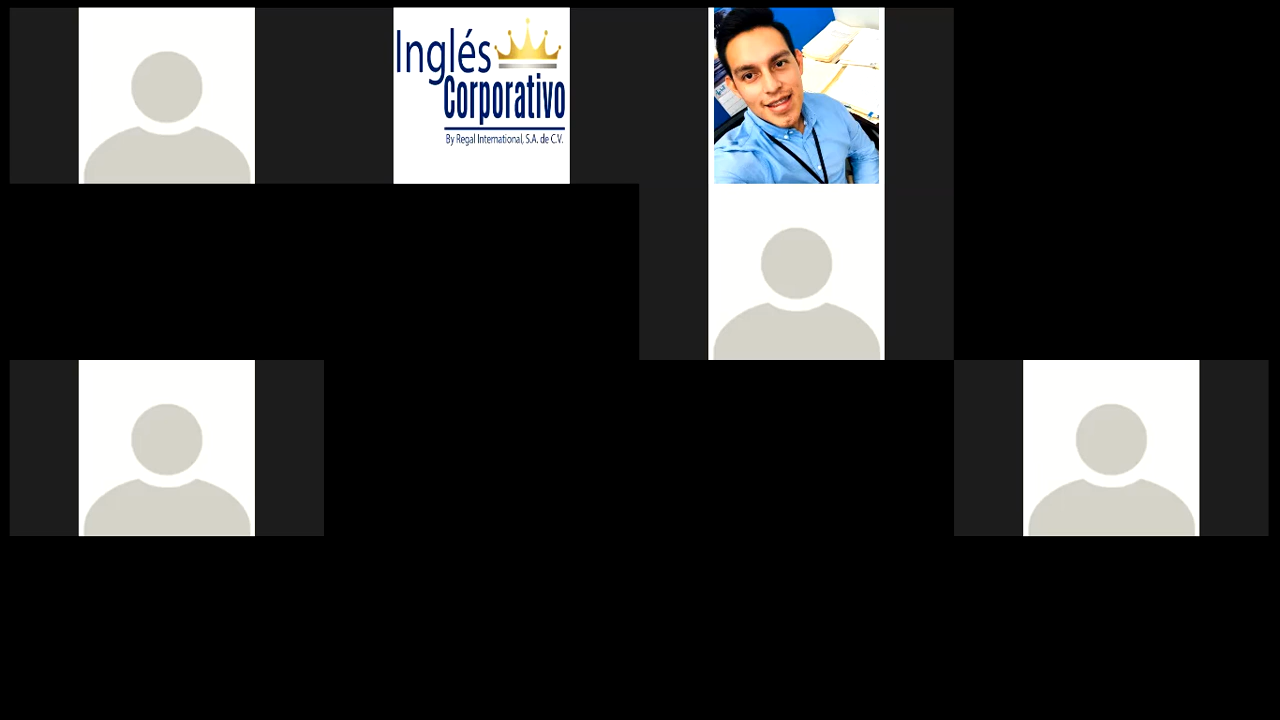 Inglés
Corporativo
By Regal International, S.A. de C.V.